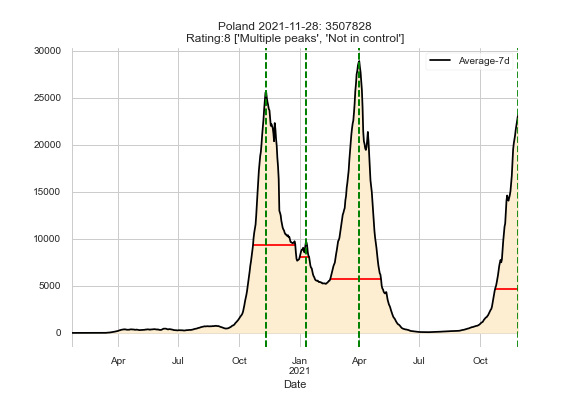 Poland 2021-11-28: 3507828
Rating:8 ['Multiple peaks', 'Not in control']
30000
Average-7d
25000
20000
15000
10000
5000
0
Apr Jul Oct Jan Apr Jul Oct
2021
Date